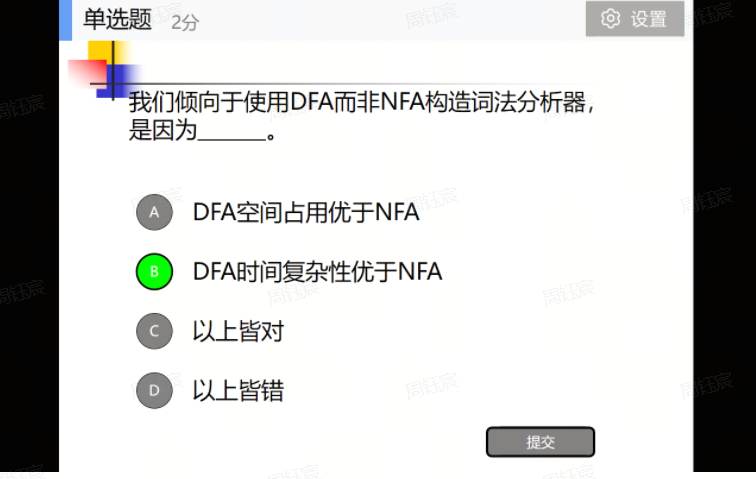 单选题 2分
设置
我们倾向于使用DFA而非NFA构造词法分析器，
是因为______。
A DFA空间占用优于NFA
B DFA时间复杂性优于NFA
C 以上皆对
D 以上皆错
提交
周钰宸